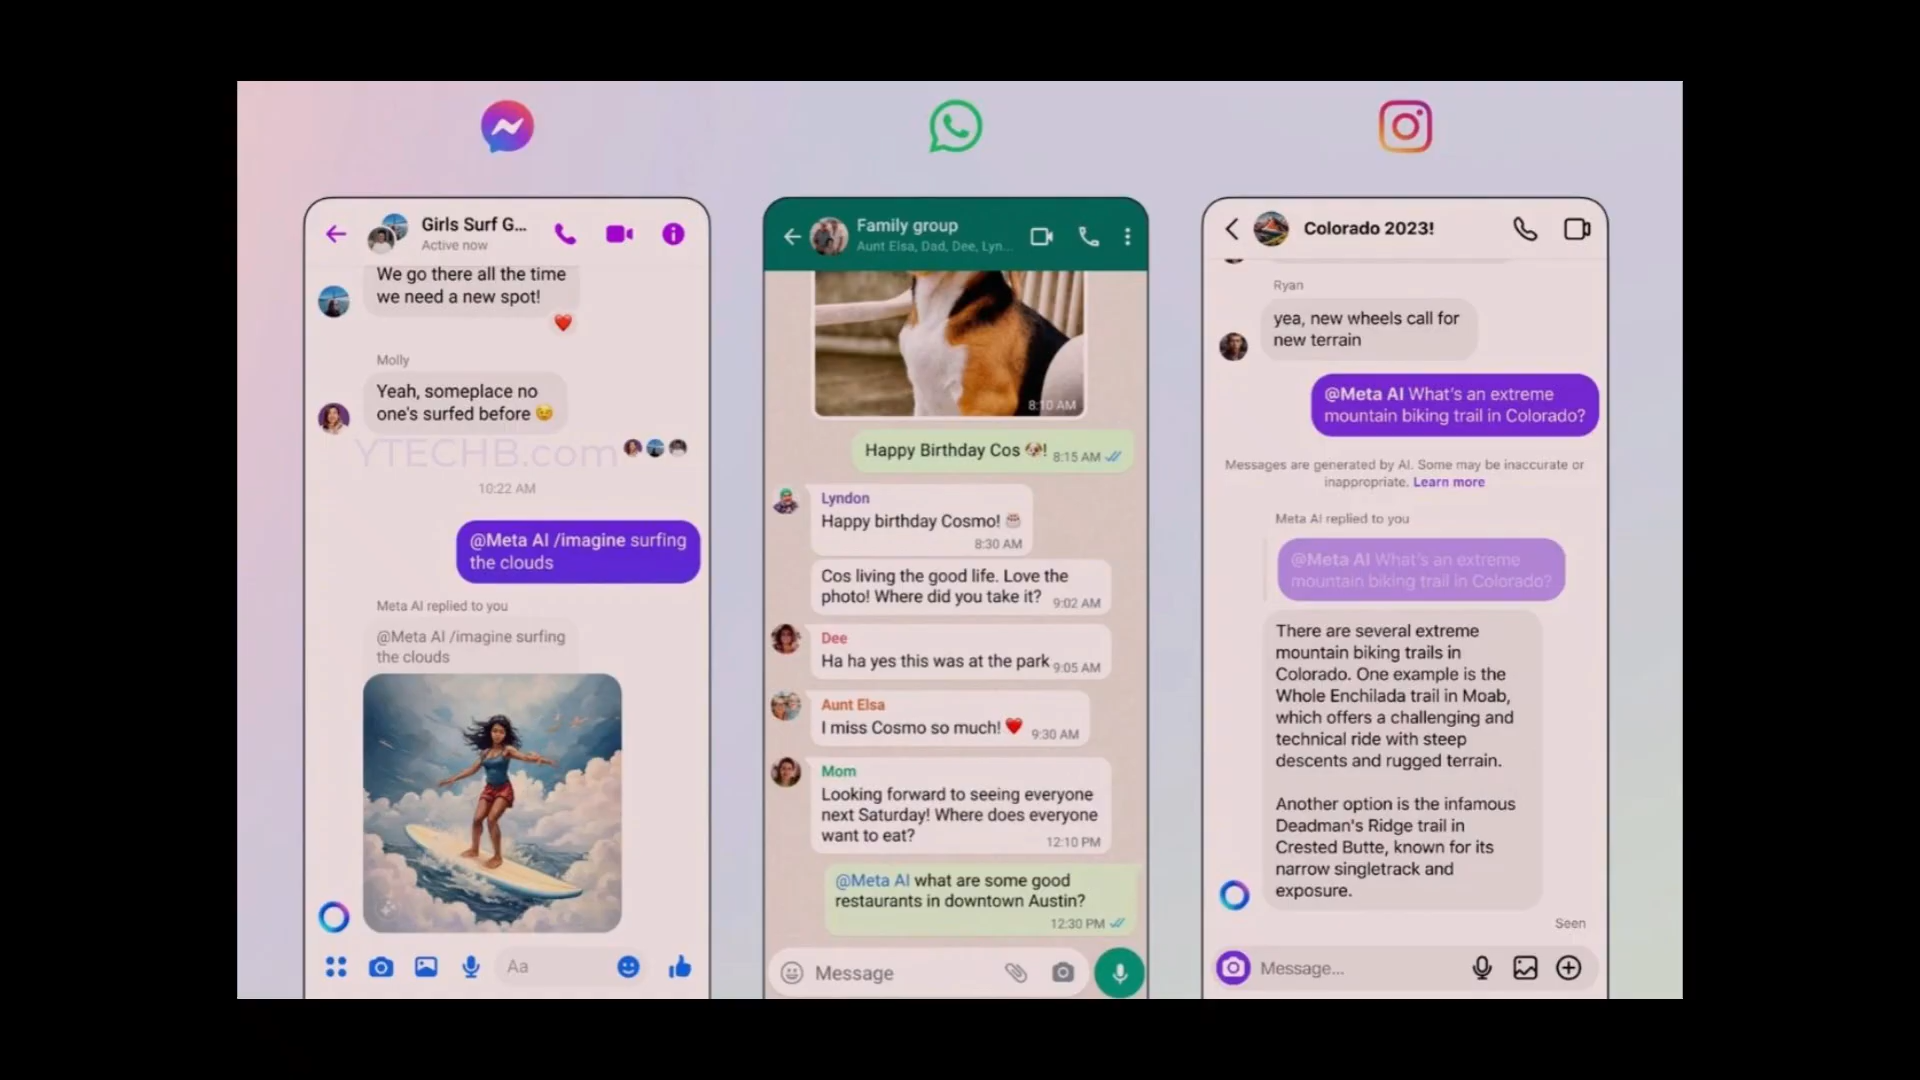 Girls Surf G...
Active now
We go there all the time
we need a new spot!
Molly
Yeah, someplace no
one's surfed before 😉
YTECHB.com
10:22 AM
@Meta AI /imagine surfing
the clouds
Meta AI replied to you
@Meta AI /imagine surfing
the clouds
Aa
Family group
Aunt Elsa, Dad, Dee, Lyn...
8:10 AM
Happy Birthday Cos 🐶! 8:15 AM
Lyndon
Happy birthday Cosmo! 🎂
8:30 AM
Cos living the good life. Love the
photo! Where did you take it? 9:02 AM
Dee
Ha ha yes this was at the park 9:05 AM
Aunt Elsa
I miss Cosmo so much! ❤️ 9:30 AM
Mom
Looking forward to seeing everyone
next Saturday! Where does everyone
want to eat?
12:10 PM
@Meta AI what are some good
restaurants in downtown Austin?
12:30 PM
Message
Colorado 2023!
Ryan
yea, new wheels call for
new terrain
@Meta AI What's an extreme
mountain biking trail in Colorado?
Messages are generated by AI. Some may be inaccurate or
inappropriate. Learn more
Meta AI replied to you
@Meta AI What's an extreme
mountain biking trail in Colorado?
There are several extreme
mountain biking trails in
Colorado. One example is the
Whole Enchilada trail in Moab,
which offers a challenging and
technical ride with steep
descents and rugged terrain.
Another option is the infamous
Deadman's Ridge trail in
Crested Butte, known for its
narrow singletrack and
exposure.
Seen
Message...